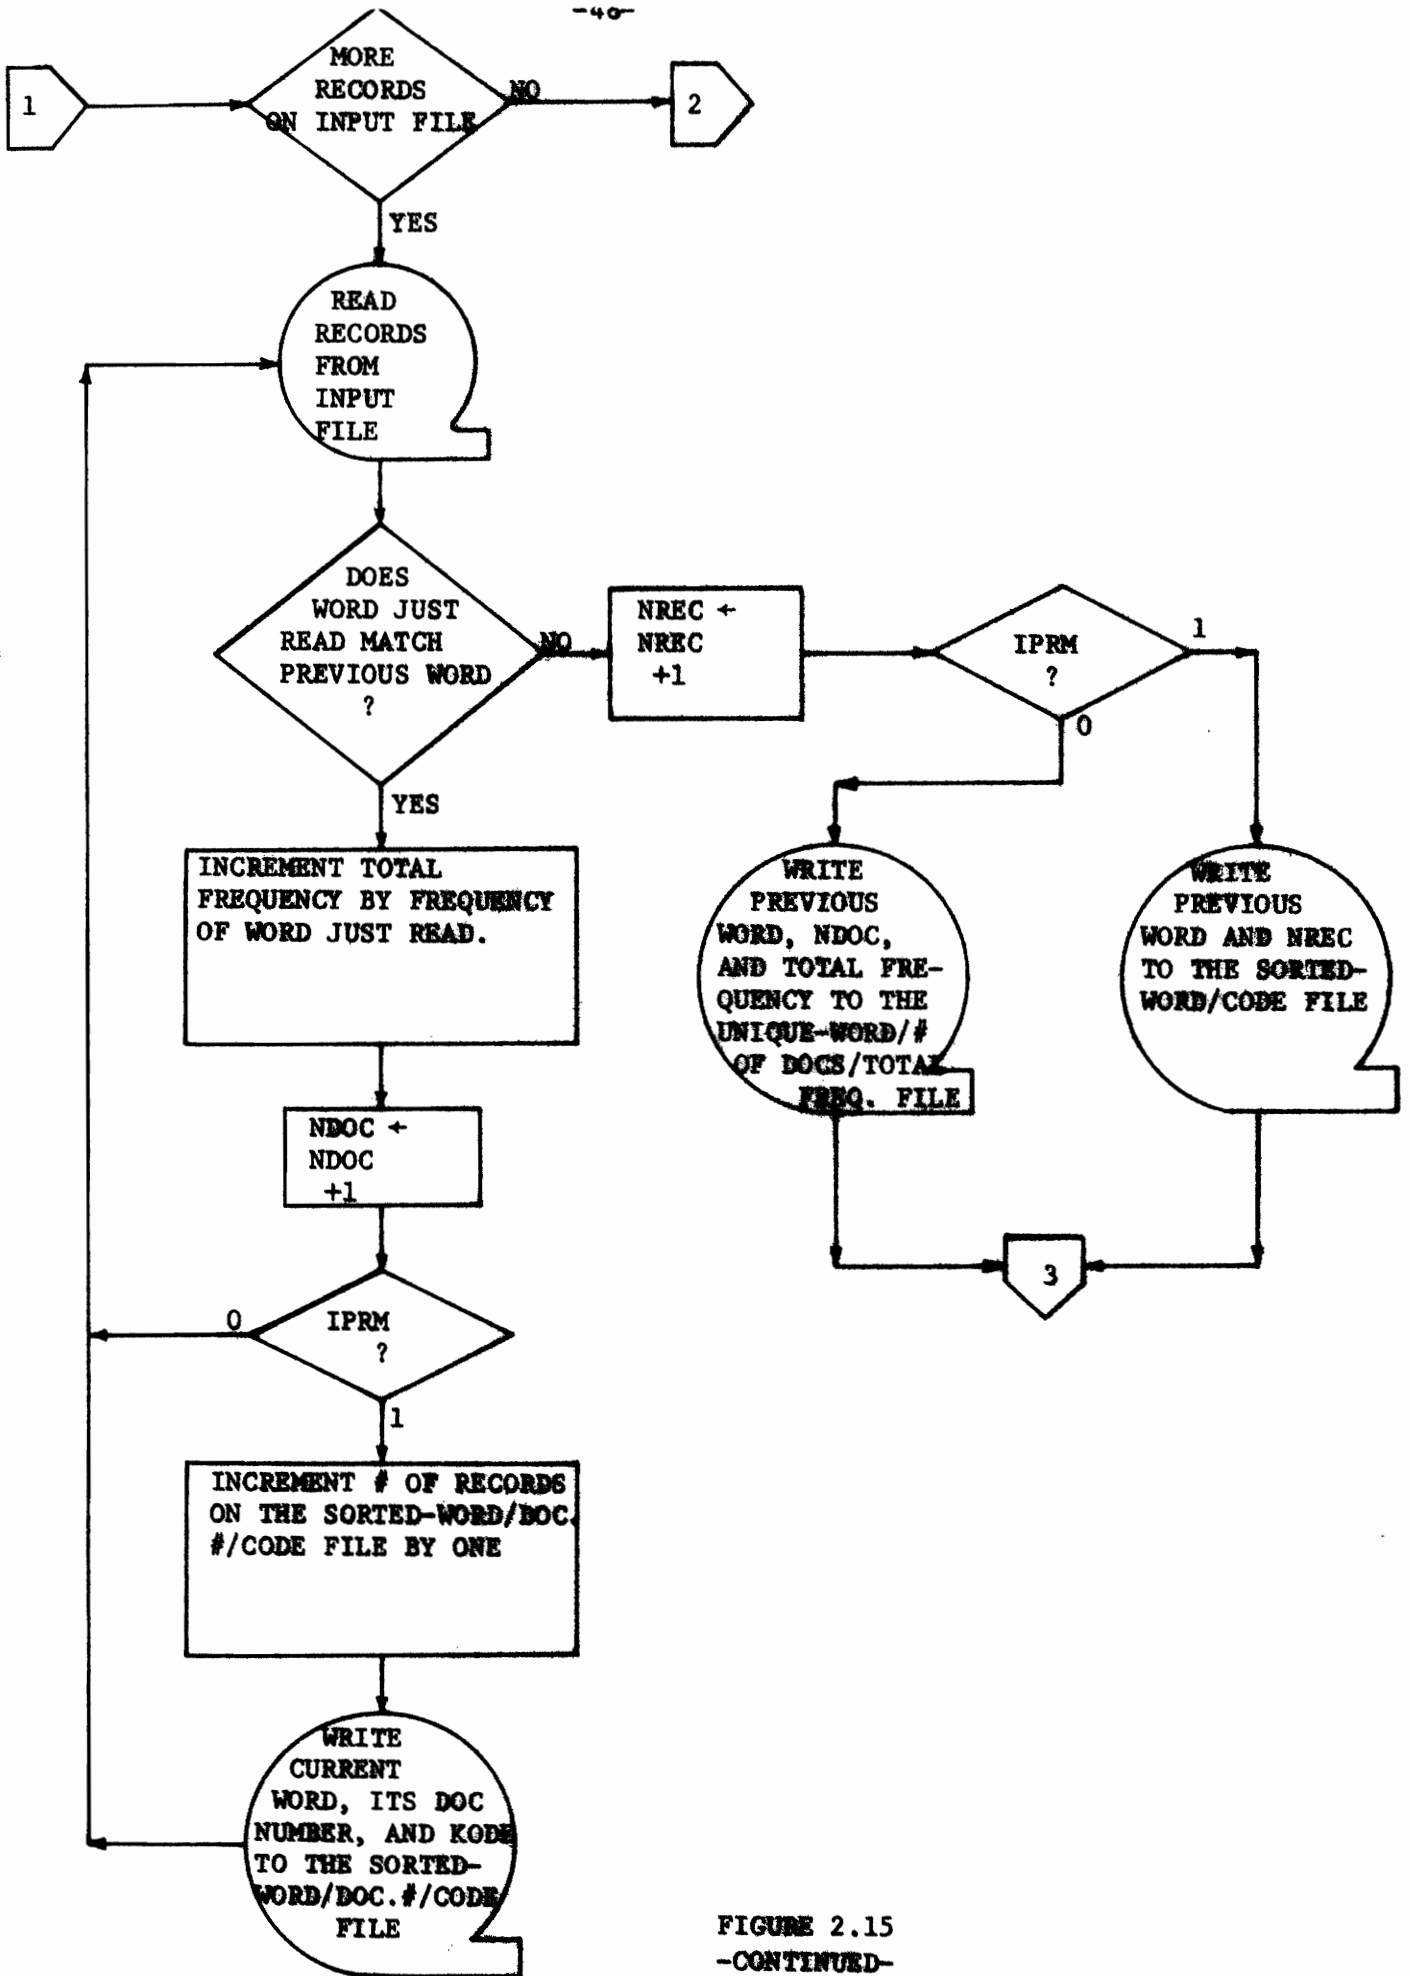 -40-
MORE
RECORDS
ON INPUT FILE
1
NO
2
YES
READ
RECORDS
FROM
INPUT
FILE
DOES
WORD JUST
READ MATCH
PREVIOUS WORD
?
NO
NREC ←
NREC
+1
IPRM
?
1
0
YES
INCREMENT TOTAL
FREQUENCY BY FREQUENCY
OF WORD JUST READ.
WRITE
PREVIOUS
WORD, NDOC,
AND TOTAL FRE-
QUENCY TO THE
UNIQUE-WORD/#
OF DOCS/TOTAL
FREQ. FILE
WRITE
PREVIOUS
WORD AND NREC
TO THE SORTED-
WORD/CODE FILE
NDOC ←
NDOC
+1
3
0
IPRM
?
1
INCREMENT # OF RECORDS
ON THE SORTED-WORD/DOC.
#/CODE FILE BY ONE
WRITE
CURRENT
WORD, ITS DOC
NUMBER, AND KODE
TO THE SORTED-
WORD/DOC.#/CODE
FILE
FIGURE 2.15
-CONTINUED-